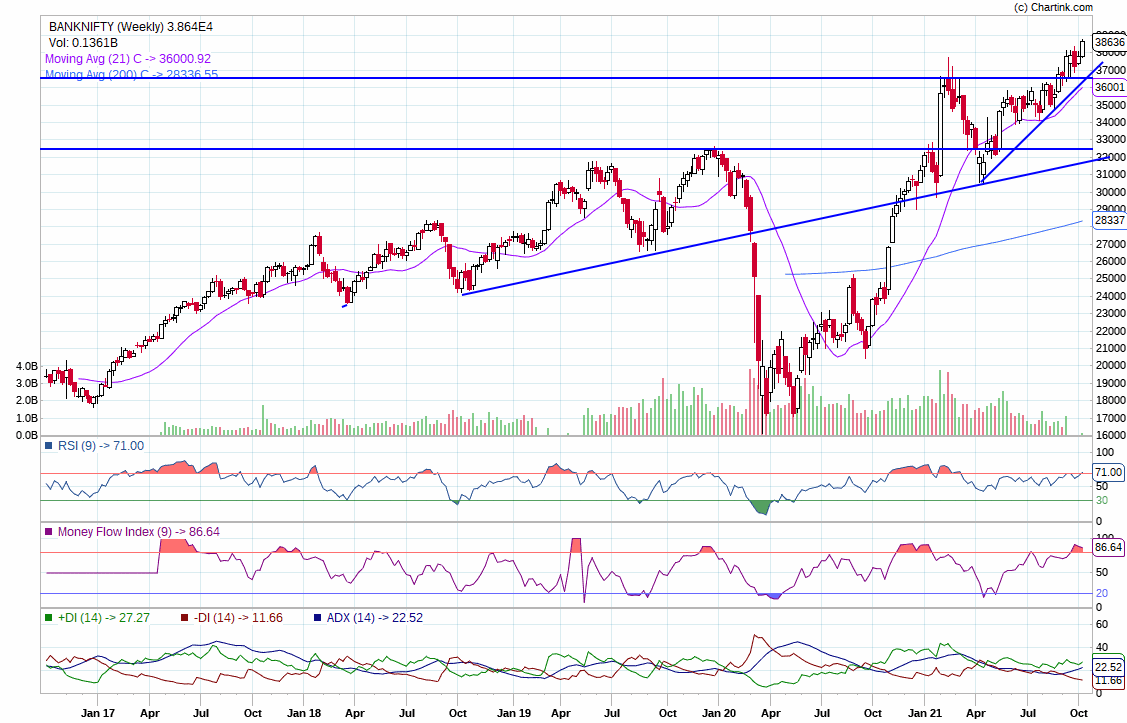 (c) Chartink.com
BANKNIFTY (Weekly) 3.864E4
Vol: 0.1361B
Moving Avg (21) C -> 36000.92
Moving Avg (200) C -> 28336.55
38636
38000
37000
36001
35000
34000
33000
32000
31000
30000
29000
28337
27000
26000
25000
24000
23000
22000
21000
20000
19000
18000
17000
16000
4.0B
3.0B
2.0B
1.0B
0.0B
RSI (9) -> 71.00
100
71.00
50
30
0
Money Flow Index (9) -> 86.64
100
86.64
50
20
0
+DI (14) -> 27.27 -DI (14) -> 11.66 ADX (14) -> 22.52
60
40
22.52
11.66
0
Jan 17 Apr Jul Oct Jan 18 Apr Jul Oct Jan 19 Apr Jul Oct Jan 20 Apr Jul Oct Jan 21 Apr Jul Oct